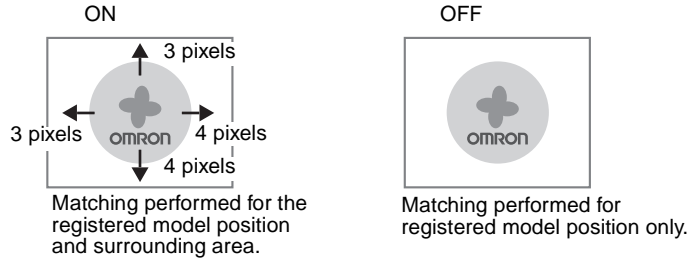 ON
3 pixels
3 pixels
OMRON
4 pixels
4 pixels
Matching performed for the
registered model position
and surrounding area.
OFF
OMRON
Matching performed for
registered model position only.